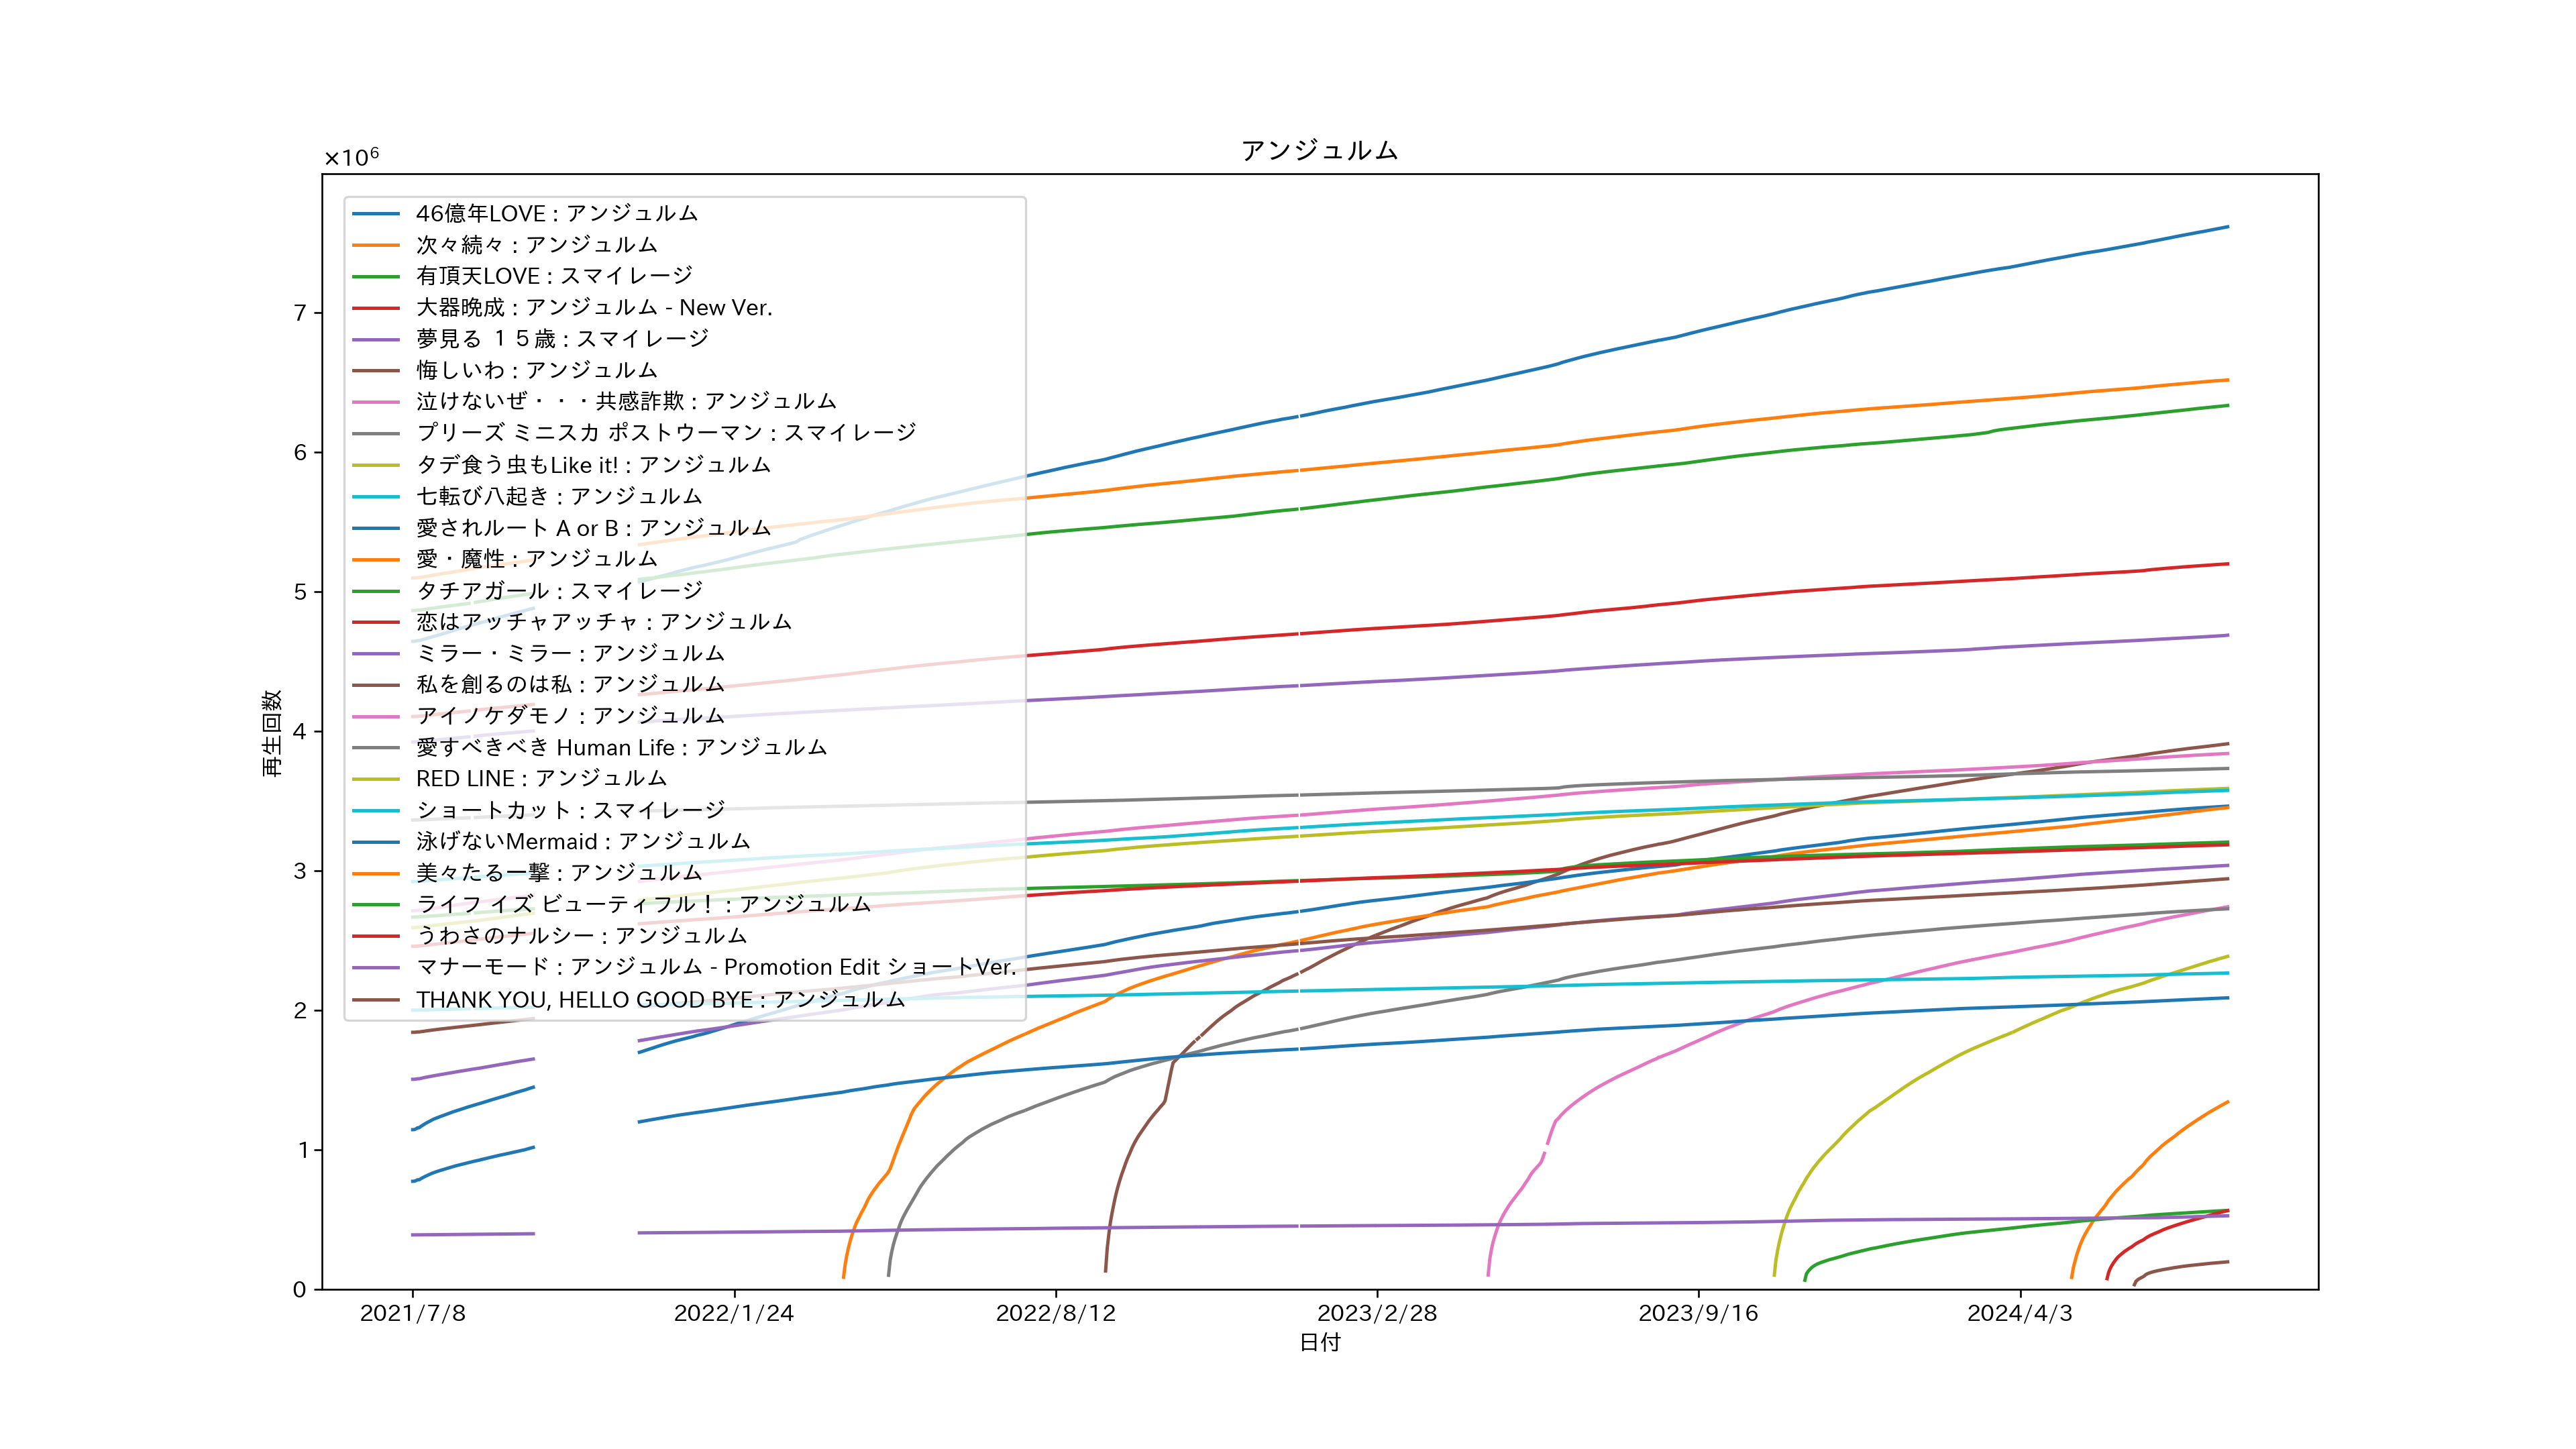 アンジュルム
×10⁶
46億年LOVE : アンジュルム
次々続々 : アンジュルム
有頂天LOVE : スマイレージ
大器晩成 : アンジュルム - New Ver.
夢見る １５歳 : スマイレージ
悔しいわ : アンジュルム
泣けないぜ・・・共感詐欺 : アンジュルム
プリーズ ミニスカ ポストウーマン : スマイレージ
タデ食う虫もLike it! : アンジュルム
七転び八起き : アンジュルム
愛されルート A or B : アンジュルム
愛・魔性 : アンジュルム
タチアガール : スマイレージ
恋はアッチャアッチャ : アンジュルム
ミラー・ミラー : アンジュルム
私を創るのは私 : アンジュルム
アイノケダモノ : アンジュルム
愛すべきべき Human Life : アンジュルム
RED LINE : アンジュルム
ショートカット : スマイレージ
泳げないMermaid : アンジュルム
美々たる一撃 : アンジュルム
ライフ イズ ビューティフル！ : アンジュルム
うわさのナルシー : アンジュルム
マナーモード : アンジュルム - Promotion Edit ショートVer.
THANK YOU, HELLO GOOD BYE : アンジュルム
7
6
5
4
3
2
1
0
再生回数
2021/7/8
2022/1/24
2022/8/12
2023/2/28
2023/9/16
2024/4/3
日付